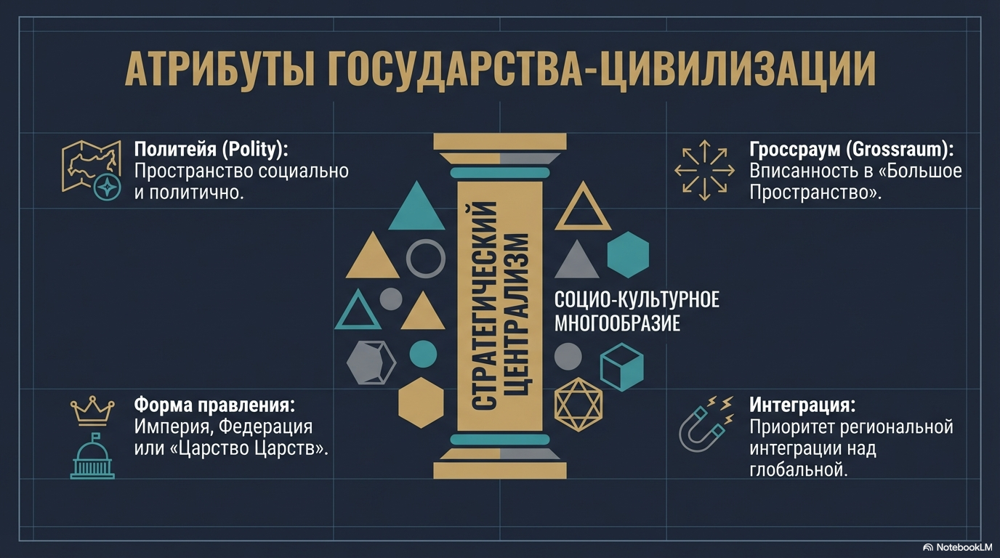 АТРИБУТЫ ГОСУДАРСТВА-ЦИВИЛИЗАЦИИ
Политейя (Polity):
Пространство социально
и политично.
Гроссраум (Grossraum):
Вписанность в «Большое
Пространство».
СТРАТЕГИЧЕСКИЙ
ЦЕНТРАЛИЗМ
СОЦИО-КУЛЬТУРНОЕ
МНОГООБРАЗИЕ
Форма правления:
Империя, Федерация
или «Царство Царств».
Интеграция:
Приоритет региональной
интеграции над
глобальной.
NotebookLM